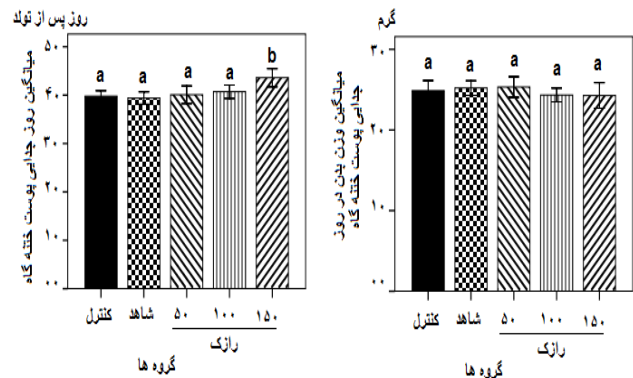 روز پس از تولد
میانگین روز جدایی پوست ختنه گاه
۵۰
۴۰
۳۰
۲۰
۱۰
۰۰
a a a a b
کنترل شاهد ۵۰ ۱۰۰ ۱۵۰
رازک
گروه ها
گرم
میانگین وزن بدن در روز
جدایی پوست ختنه گاه
۳۰
۲۰
۱۰
۰۰
a a a a a
کنترل شاهد ۵۰ ۱۰۰ ۱۵۰
رازک
گروه ها